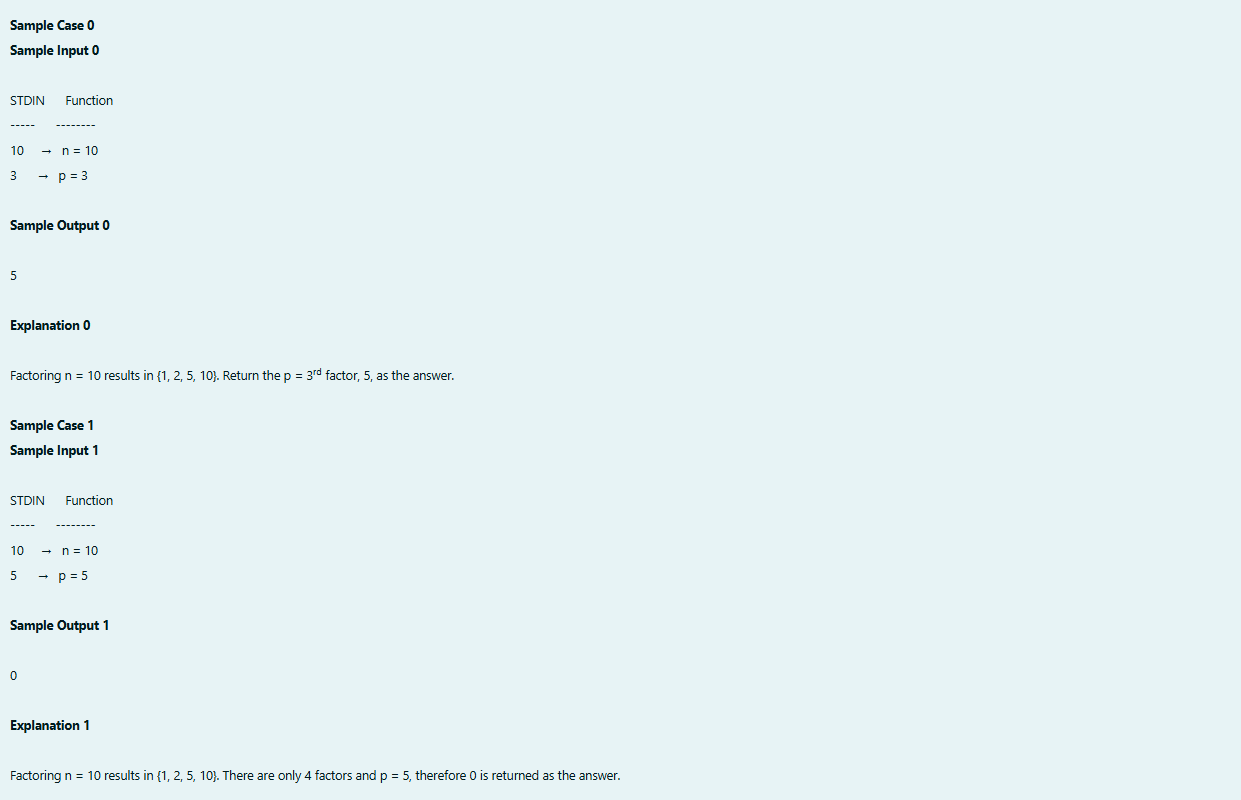 Sample Case 0
Sample Input 0
STDIN Function
----- --------
10 → n = 10
3 → p = 3
Sample Output 0
5
Explanation 0
Factoring n = 10 results in {1, 2, 5, 10}. Return the p = 3rd factor, 5, as the answer.
Sample Case 1
Sample Input 1
STDIN Function
----- --------
10 → n = 10
5 → p = 5
Sample Output 1
0
Explanation 1
Factoring n = 10 results in {1, 2, 5, 10}. There are only 4 factors and p = 5, therefore 0 is returned as the answer.